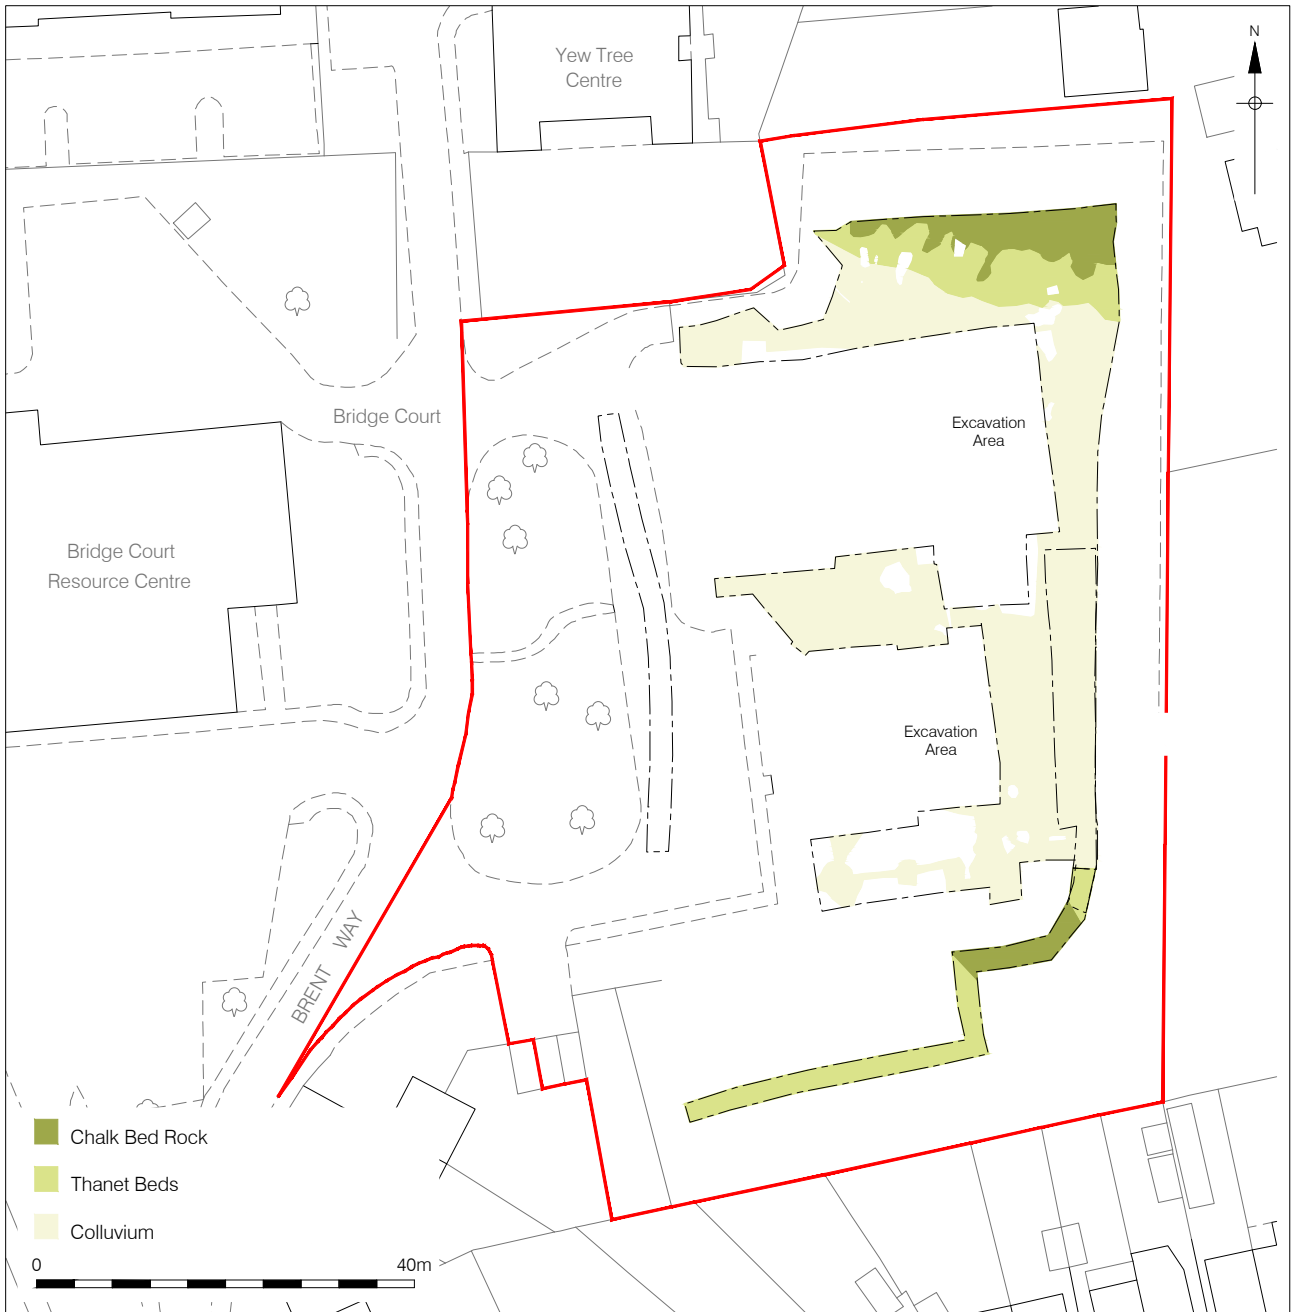 Yew Tree
Centre
N
Bridge Court
Excavation
Area
Bridge Court
Resource Centre
Excavation
Area
BRENT WAY
Chalk Bed Rock
Thanet Beds
Colluvium
0 40m